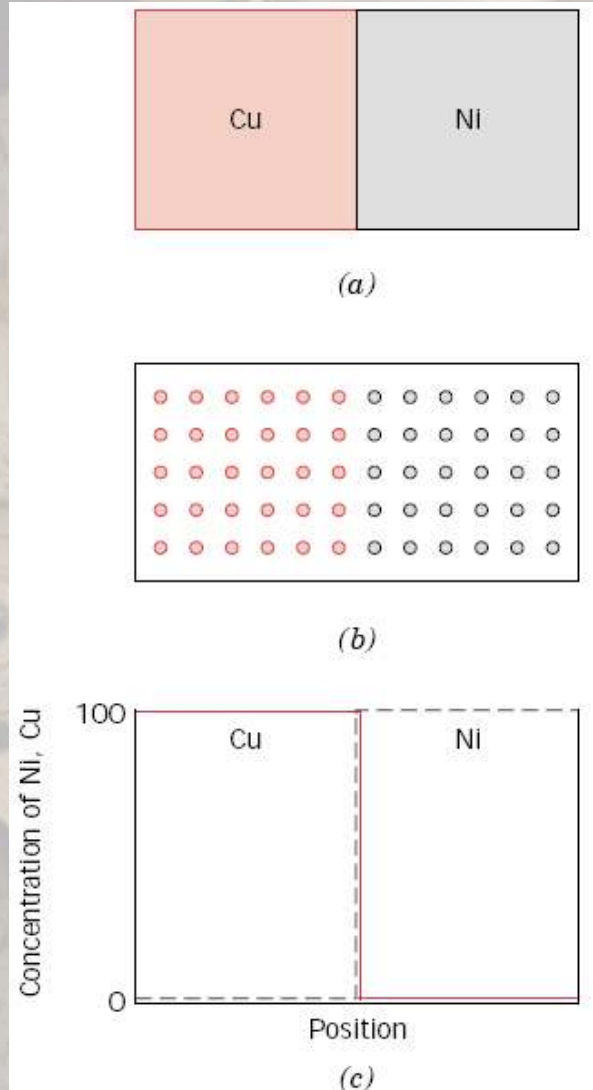 Cu Ni
(a)
(b)
Concentration of Ni, Cu
100
Cu Ni
0
Position
(c)